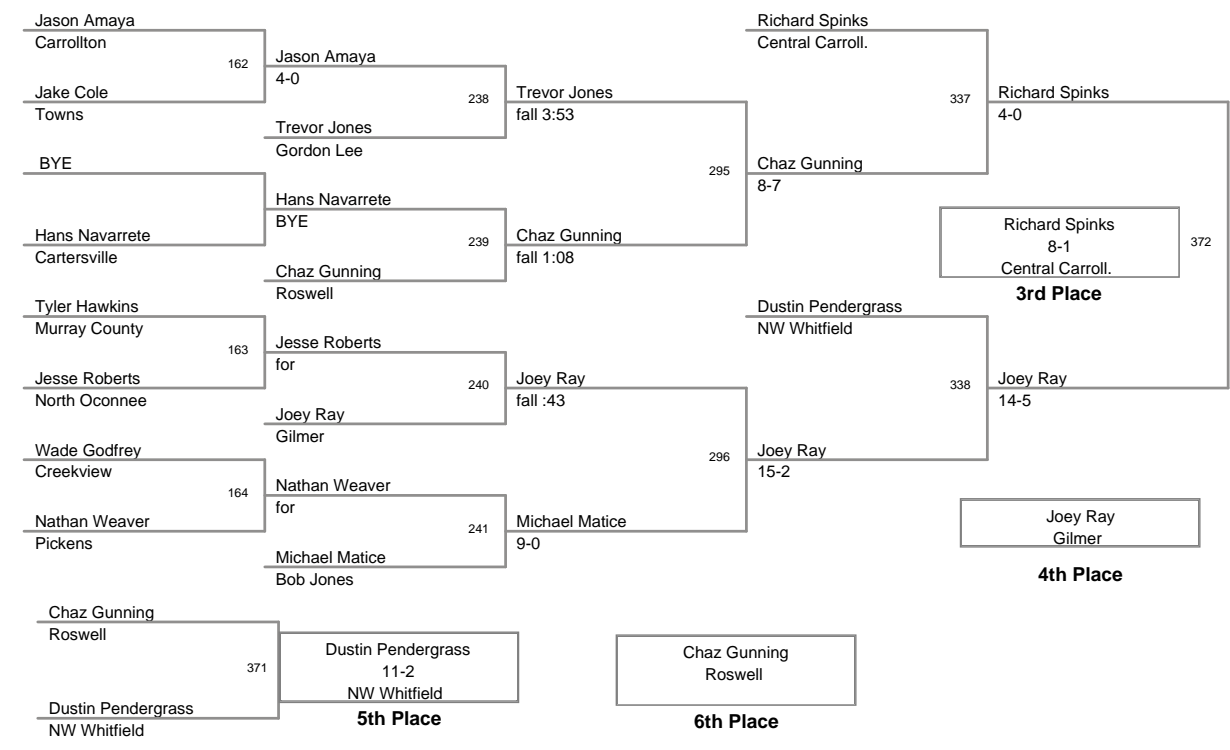 Jason Amaya
Carrollton
162
Jake Cole
Towns
Jason Amaya
4-0
238
Trevor Jones
Gordon Lee
Trevor Jones
fall 3:53
BYE
Hans Navarrete
Cartersville
Hans Navarrete
BYE
239
Chaz Gunning
Roswell
Chaz Gunning
fall 1:08
295
Chaz Gunning
8-7
Richard Spinks
Central Carroll.
337
Richard Spinks
4-0
Tyler Hawkins
Murray County
163
Jesse Roberts
North Oconnee
Jesse Roberts
for
240
Joey Ray
Gilmer
Joey Ray
fall :43
Wade Godfrey
Creekview
164
Nathan Weaver
Pickens
Nathan Weaver
for
241
Michael Matice
Bob Jones
Michael Matice
9-0
296
Joey Ray
15-2
Dustin Pendergrass
NW Whitfield
338
Joey Ray
14-5
372
Richard Spinks
8-1
Central Carroll.
3rd Place
Joey Ray
Gilmer
4th Place
Chaz Gunning
Roswell
371
Dustin Pendergrass
NW Whitfield
Dustin Pendergrass
11-2
NW Whitfield
5th Place
Chaz Gunning
Roswell
6th Place